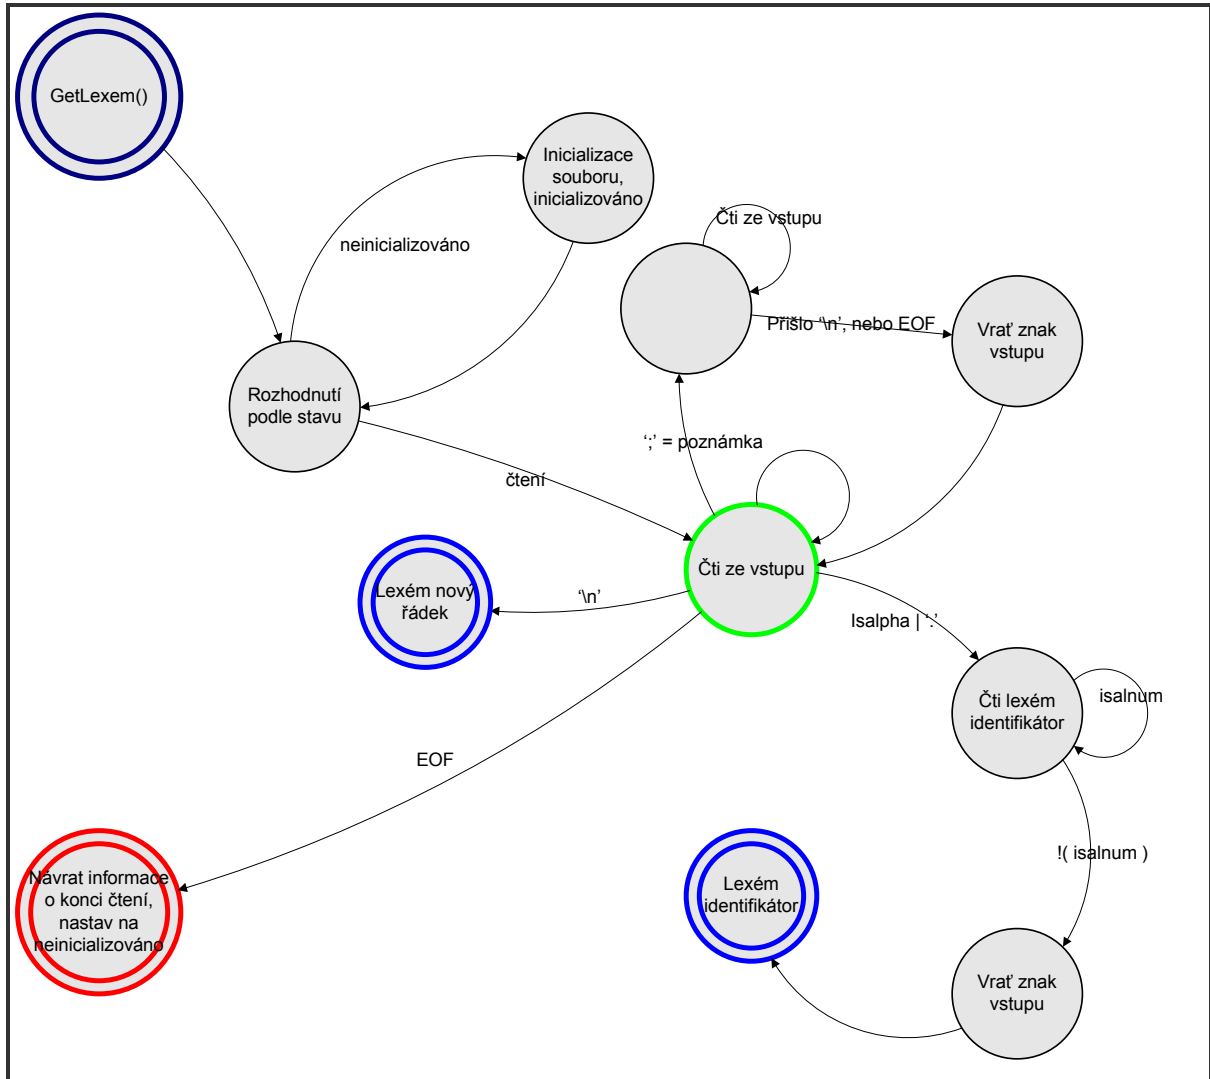 GetLexem()
Inicializace
souboru,
inicializováno
neinicializováno
Čti ze vstupu
Přišlo ‘\n’, nebo EOF
Vrať znak
vstupu
Rozhodnutí
podle stavu
‘;’ = poznámka
čtení
Čti ze vstupu
Lexém nový
řádek
‘\n’
Isalpha | ‘.’
Čti lexém
identifikátor
isalnum
EOF
!( isalnum )
Návrat informace
o konci čtení,
nastav na
neinicializováno
Lexém
identifikátor
Vrať znak
vstupu